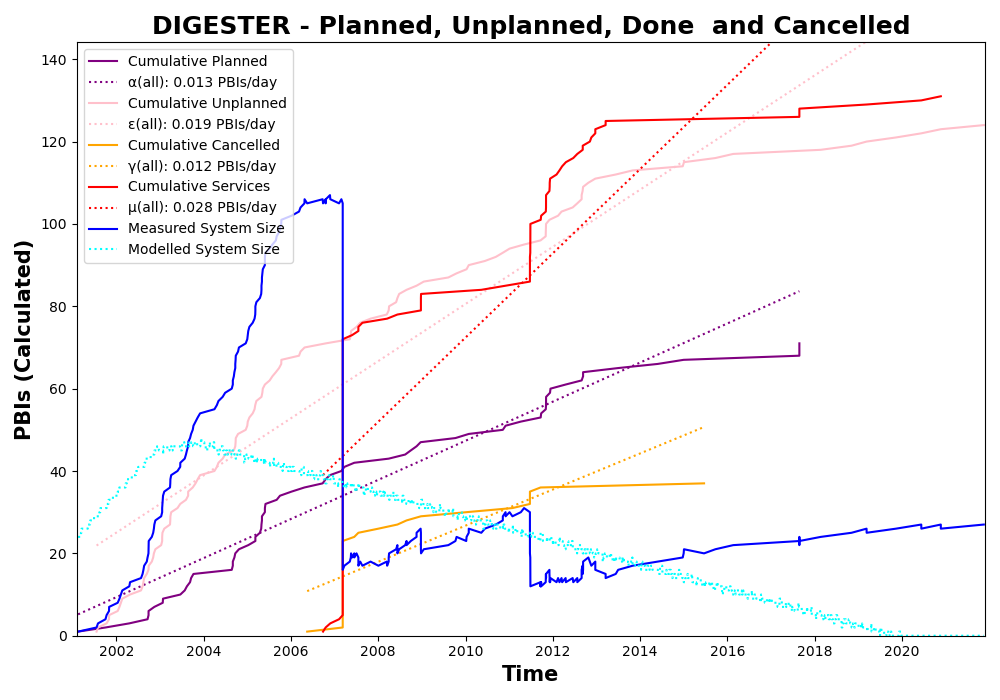 DIGESTER - Planned, Unplanned, Done  and Cancelled
PBIs (Calculated)
140
120
100
80
60
40
20
0
Cumulative Planned
α(all): 0.013 PBIs/day
Cumulative Unplanned
ε(all): 0.019 PBIs/day
Cumulative Cancelled
γ(all): 0.012 PBIs/day
Cumulative Services
μ(all): 0.028 PBIs/day
Measured System Size
Modelled System Size
2002 2004 2006 2008 2010 2012 2014 2016 2018 2020
Time